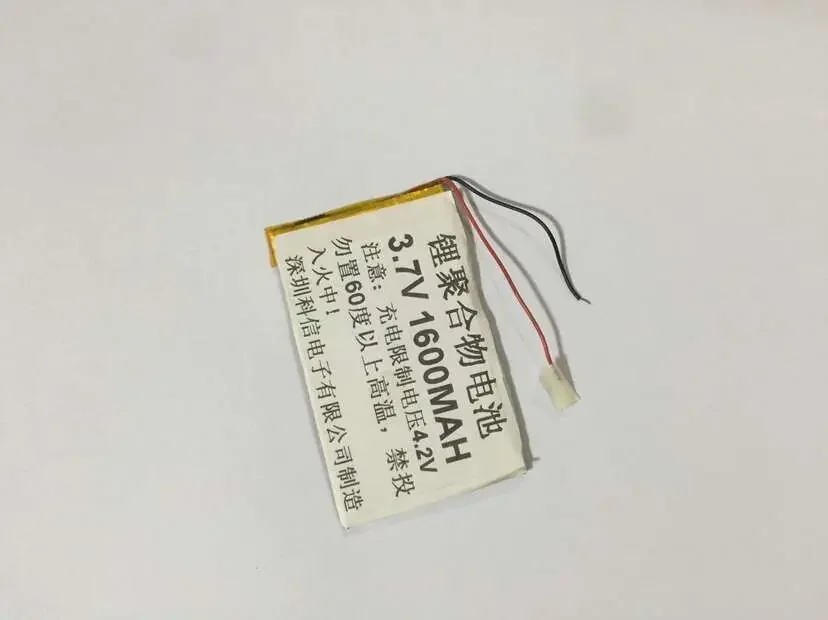 锂聚合物电池
3.7V 1600MAH
注意：充电限制电压4.2V
勿置60度以上高温，禁投
入火中！
深圳科信电子有限公司制造